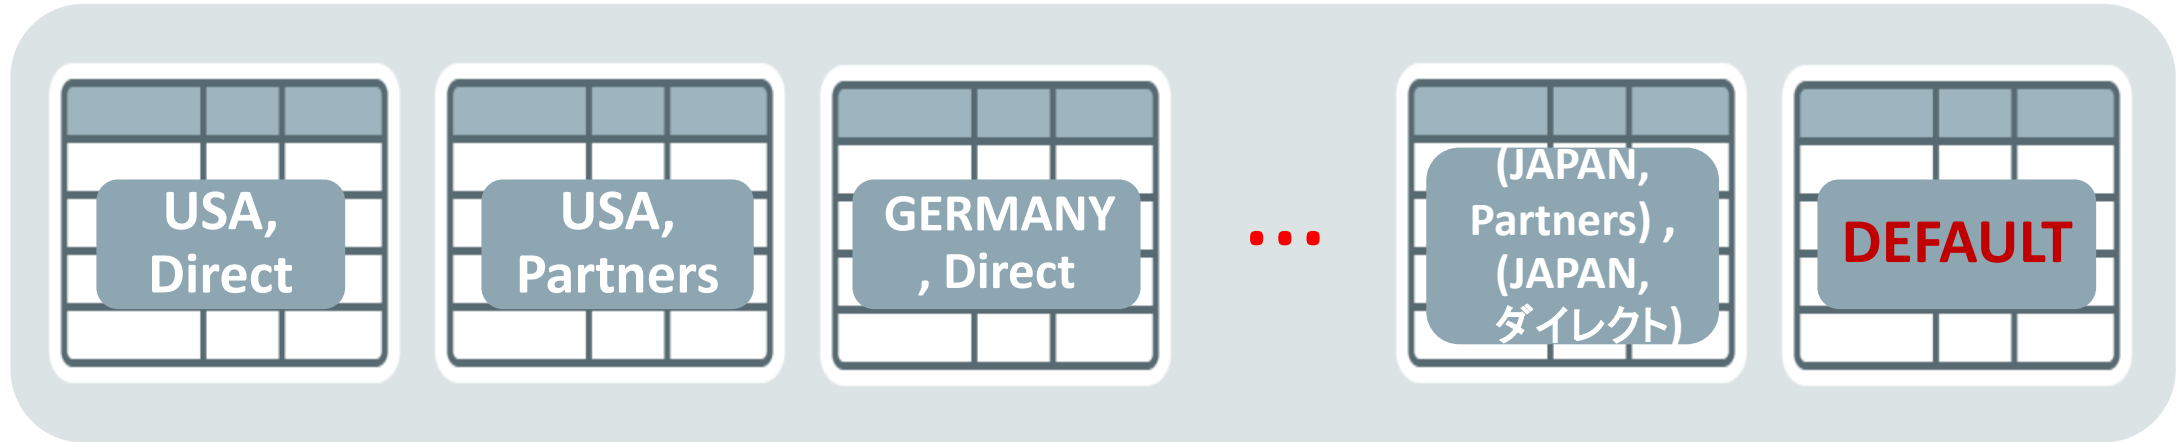 USA,
Direct
USA,
Partners
GERMANY
, Direct
...
(JAPAN,
Partners) ,
(JAPAN,
ダイレクト)
DEFAULT